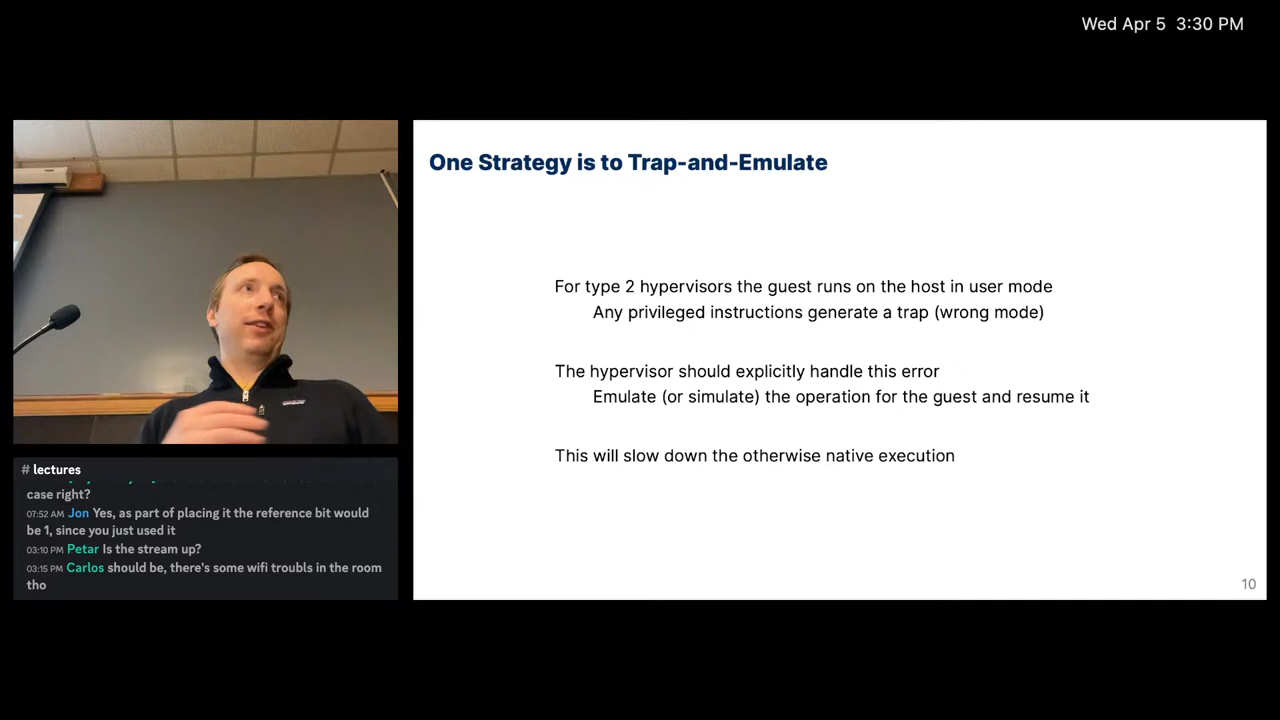 Wed Apr 5 3:30 PM
One Strategy is to Trap-and-Emulate
For type 2 hypervisors the guest runs on the host in user mode
Any privileged instructions generate a trap (wrong mode)
The hypervisor should explicitly handle this error
Emulate (or simulate) the operation for the guest and resume it
This will slow down the otherwise native execution
10
# lectures
case right?
07:52 AM Jon Yes, as part of placing it the reference bit would
be 1, since you just used it
03:10 PM Petar Is the stream up?
03:15 PM Carlos should be, there's some wifi troubls in the room
tho